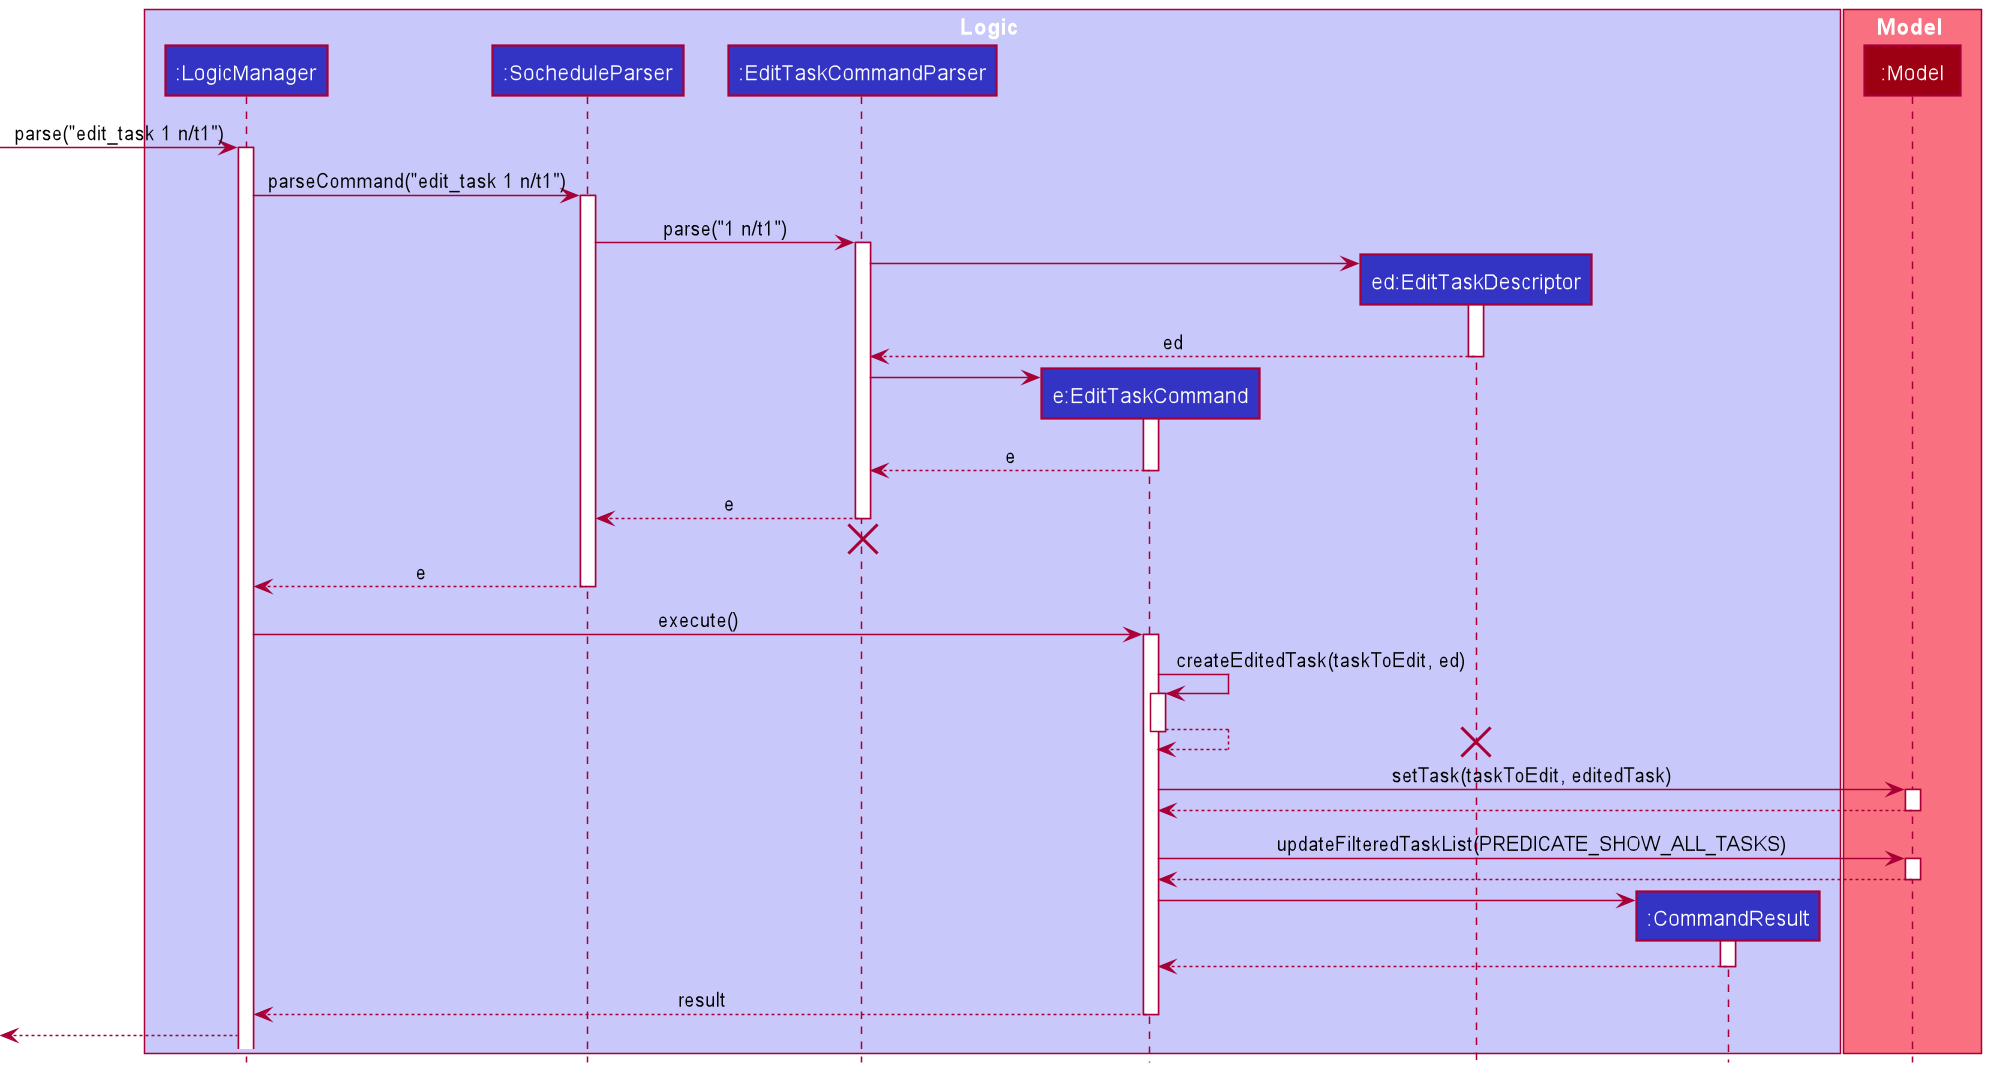 Logic
Model
:LogicManager
:SocheduleParser
:EditTaskCommandParser
:Model
parse("edit_task 1 n/t1")
parseCommand("edit_task 1 n/t1")
parse("1 n/t1")
ed:EditTaskDescriptor
ed
e:EditTaskCommand
e
e
e
execute()
createEditedTask(taskToEdit, ed)
setTask(taskToEdit, editedTask)
updateFilteredTaskList(PREDICATE_SHOW_ALL_TASKS)
:CommandResult
result